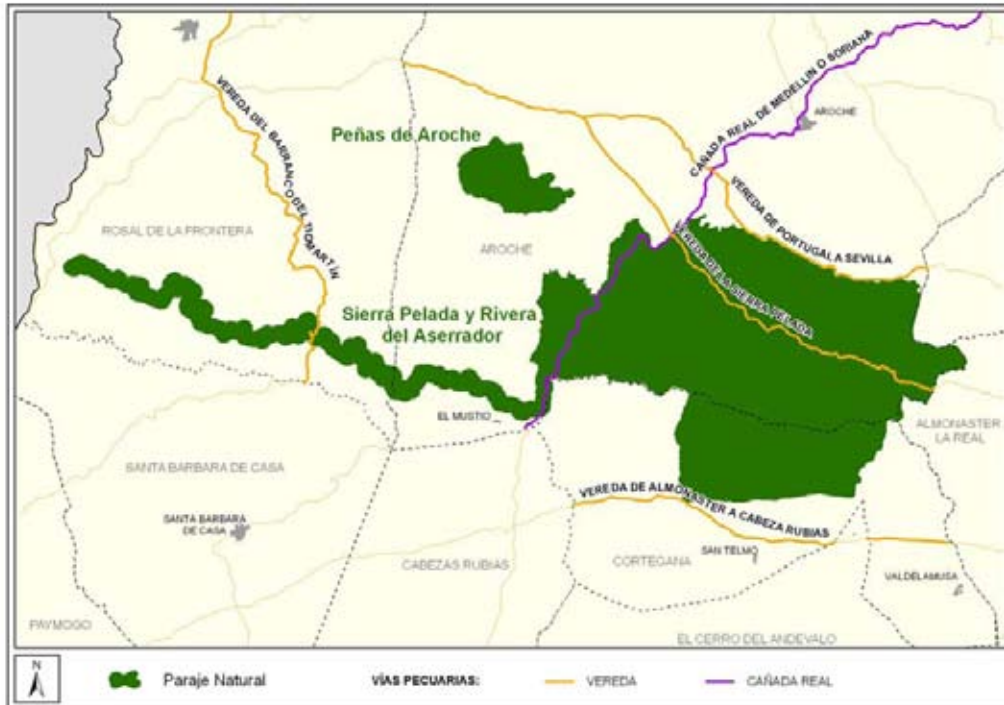 VEREDA DEL BARRANCO DEL TIOMARTÍN
CAÑADA REAL DE MEDELLIN O SORIANA
AROCHE
Peñas de Aroche
VEREDA DE PORTUGAL A SEVILLA
ROSAL DE LA FRONTERA
AROCHE
VEREDA DE LA SIERRA PELADA
Sierra Pelada y Rivera
del Aserrador
EL MUSTIO
ALMONASTER
LA REAL
SANTA BARBARA DE CASA
VEREDA DE ALMONASTER A CABEZA RUBIAS
SANTA BARBARA
DE CASA
CABEZAS RUBIAS
CORTEGANA
SAN TELMO
VALDELAMUSA
PAYMOGO
EL CERRO DEL ANDEVALO
N
Paraje Natural
VÍAS PECUARIAS:
VEREDA
CAÑADA REAL